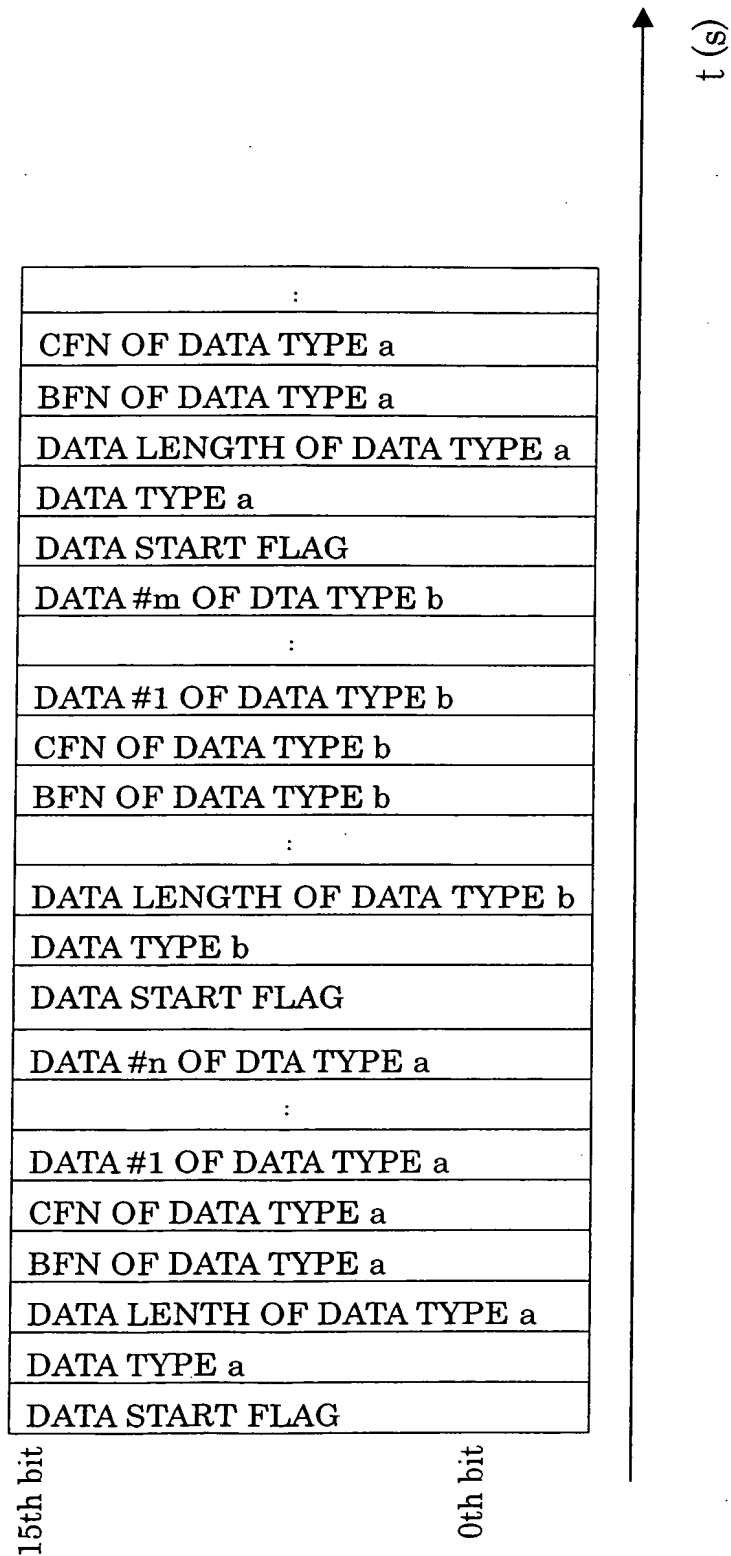 t (s)
:
CFN OF DATA TYPE a
BFN OF DATA TYPE a
DATA LENGTH OF DATA TYPE a
DATA TYPE a
DATA START FLAG
DATA #m OF DTA TYPE b
:
DATA #1 OF DATA TYPE b
CFN OF DATA TYPE b
BFN OF DATA TYPE b
:
DATA LENGTH OF DATA TYPE b
DATA TYPE b
DATA START FLAG
DATA #n OF DTA TYPE a
:
DATA #1 OF DATA TYPE a
CFN OF DATA TYPE a
BFN OF DATA TYPE a
DATA LENTH OF DATA TYPE a
DATA TYPE a
DATA START FLAG
15th bit
0th bit